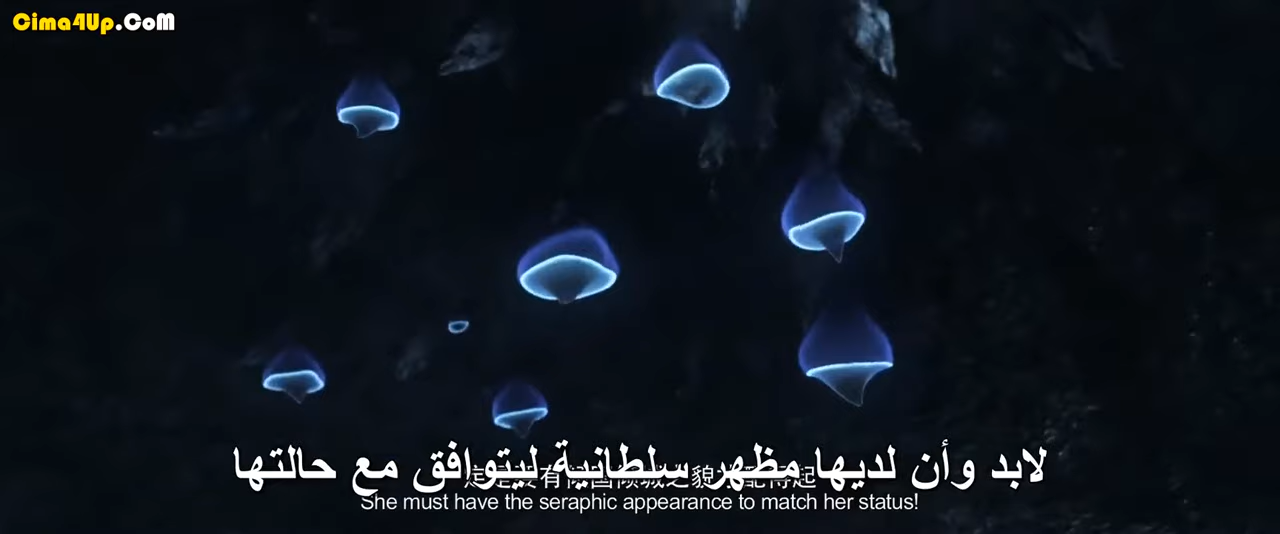 Cima4Up.CoM
لابد وأن لديها مظهر سلطانية ليتوافق مع حالتها
She must have the seraphic appearance to match her status!